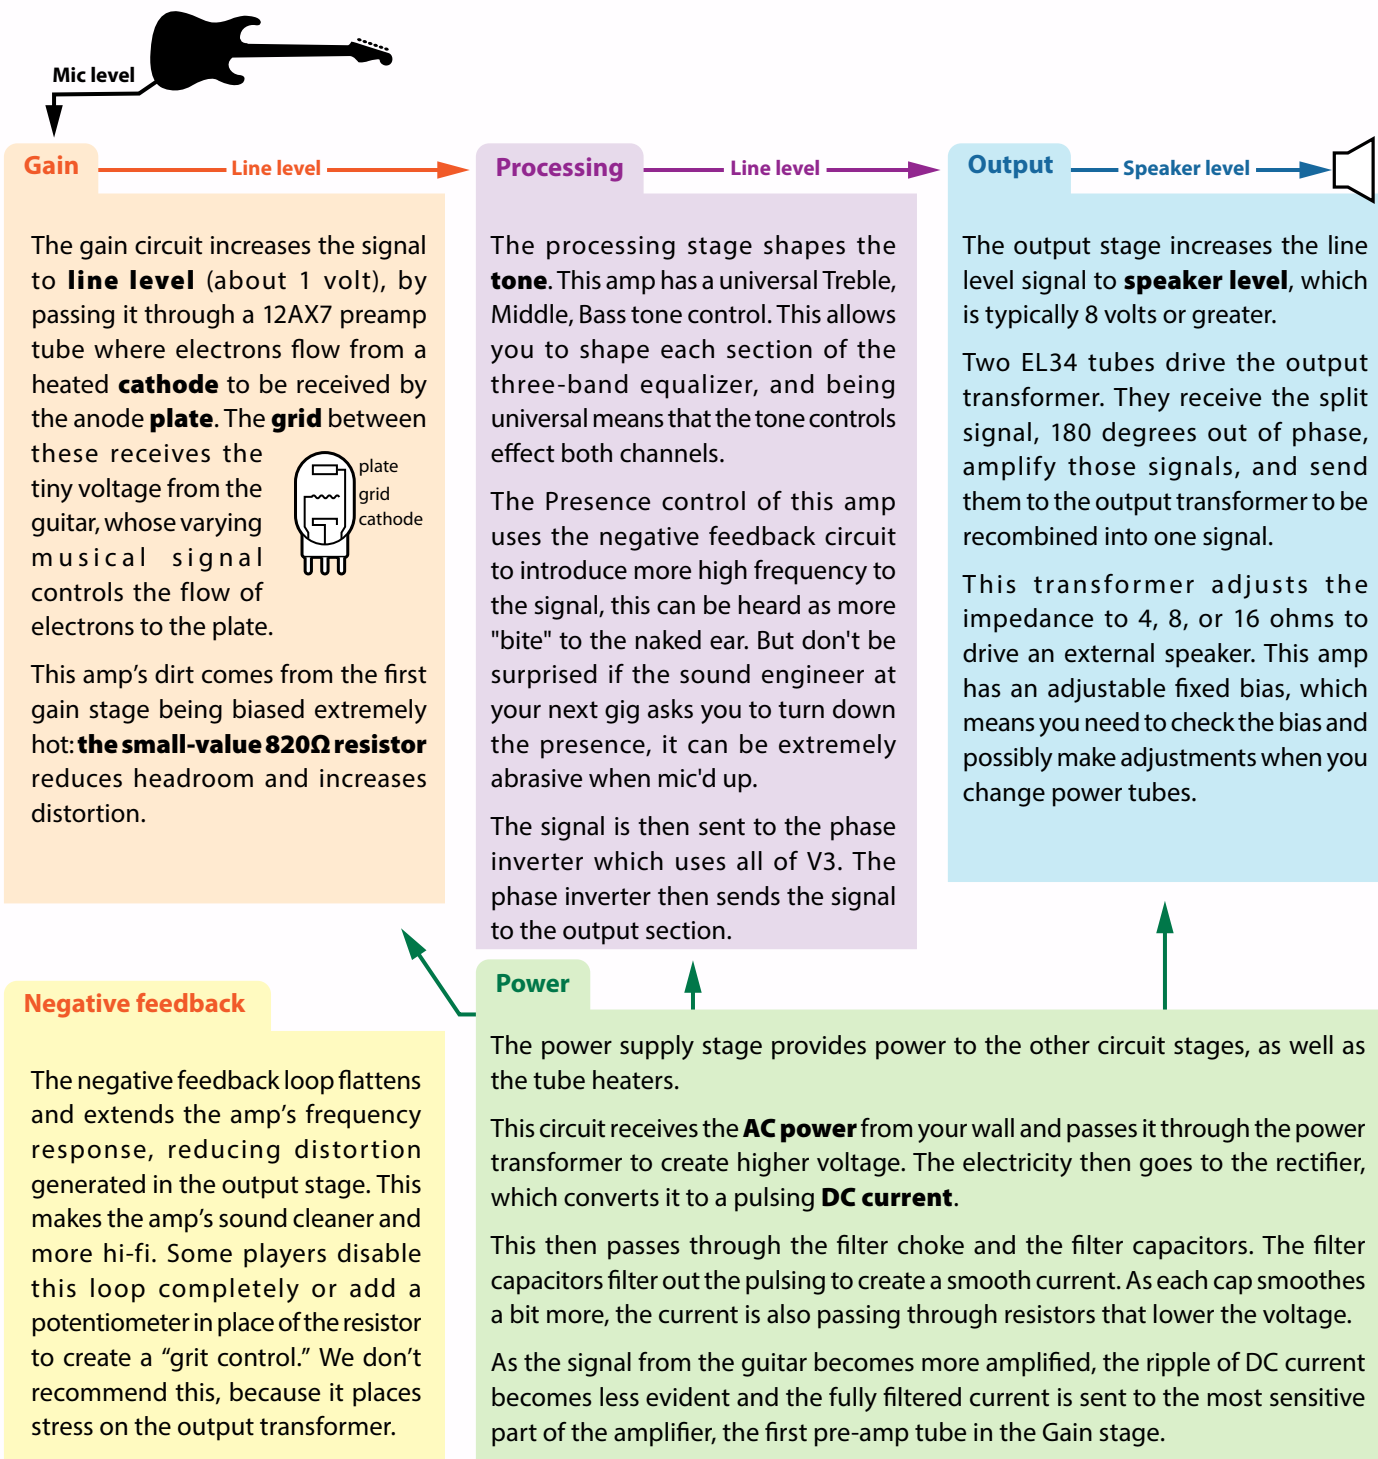 Mic level
Gain
Line level
The gain circuit increases the signal
to line level (about 1 volt), by
passing it through a 12AX7 preamp
tube where electrons flow from a
heated cathode to be received by
the anode plate. The grid between
these receives the
tiny voltage from the
guitar, whose varying
musical signal
controls the flow of
electrons to the plate.
plate
grid
cathode
This amp’s dirt comes from the first
gain stage being biased extremely
hot: the small-value 820Ω resistor
reduces headroom and increases
distortion.
Processing
Line level
The processing stage shapes the
tone. This amp has a universal Treble,
Middle, Bass tone control. This allows
you to shape each section of the
three-band equalizer, and being
universal means that the tone controls
effect both channels.
The Presence control of this amp
uses the negative feedback circuit
to introduce more high frequency to
the signal, this can be heard as more
"bite" to the naked ear. But don't be
surprised if the sound engineer at
your next gig asks you to turn down
the presence, it can be extremely
abrasive when mic'd up.
The signal is then sent to the phase
inverter which uses all of V3. The
phase inverter then sends the signal
to the output section.
Output
Speaker level
The output stage increases the line
level signal to speaker level, which
is typically 8 volts or greater.
Two EL34 tubes drive the output
transformer. They receive the split
signal, 180 degrees out of phase,
amplify those signals, and send
them to the output transformer to be
recombined into one signal.
This transformer adjusts the
impedance to 4, 8, or 16 ohms to
drive an external speaker. This amp
has an adjustable fixed bias, which
means you need to check the bias and
possibly make adjustments when you
change power tubes.
Negative feedback
The negative feedback loop flattens
and extends the amp’s frequency
response, reducing distortion
generated in the output stage. This
makes the amp’s sound cleaner and
more hi-fi. Some players disable
this loop completely or add a
potentiometer in place of the resistor
to create a “grit control.” We don’t
recommend this, because it places
stress on the output transformer.
Power
The power supply stage provides power to the other circuit stages, as well as
the tube heaters.
This circuit receives the AC power from your wall and passes it through the power
transformer to create higher voltage. The electricity then goes to the rectifier,
which converts it to a pulsing DC current.
This then passes through the filter choke and the filter capacitors. The filter
capacitors filter out the pulsing to create a smooth current. As each cap smoothes
a bit more, the current is also passing through resistors that lower the voltage.
As the signal from the guitar becomes more amplified, the ripple of DC current
becomes less evident and the fully filtered current is sent to the most sensitive
part of the amplifier, the first pre-amp tube in the Gain stage.